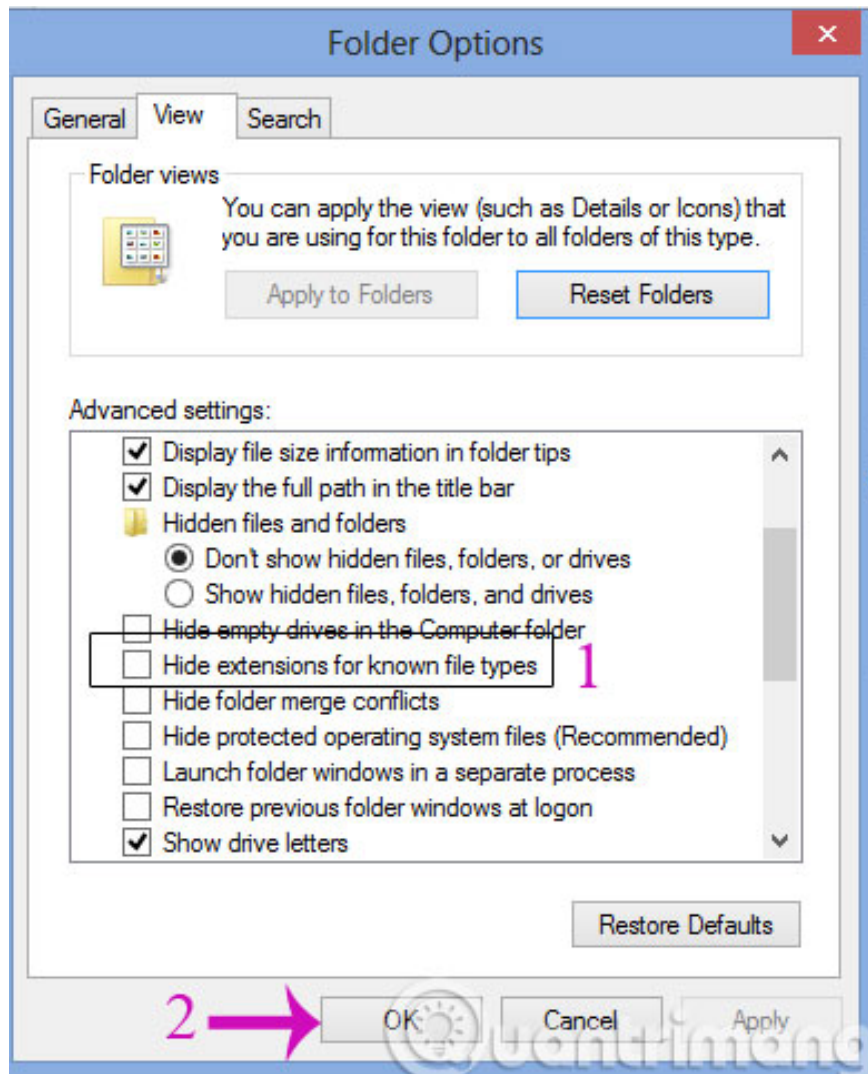 Folder Options
General View Search
Folder views
You can apply the view (such as Details or Icons) that
you are using for this folder to all folders of this type.
Apply to Folders Reset Folders
Advanced settings:
Display file size information in folder tips
Display the full path in the title bar
Hidden files and folders
Don't show hidden files, folders, or drives
Show hidden files, folders, and drives
Hide empty drives in the Computer folder
Hide extensions for known file types 1
Hide folder merge conflicts
Hide protected operating system files (Recommended)
Launch folder windows in a separate process
Restore previous folder windows at logon
Show drive letters
Restore Defaults
2 OK Cancel Apply
Quantrimang